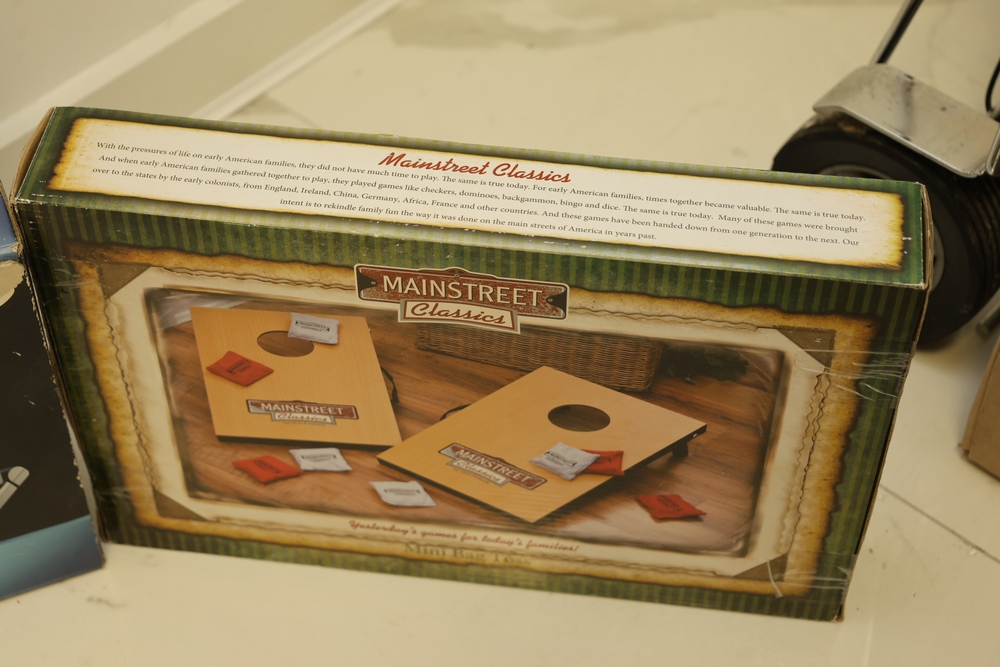 Mainstreet Classics
With the pressures of life on early American families, they did not have much time to play. The same is true today. For early American families, times together became valuable. The same is true today.
And when early American families gathered together to play, they played games like checkers, dominoes, backgammon, bingo and dice. The same is true today. Many of these games were brought
over to the states by the early colonists, from England, Ireland, China, Germany, Africa, France and other countries. And these games have been handed down from one generation to the next. Our
intent is to rekindle family fun the way it was done on the main streets of America in years past.
MAINSTREET
Classics
MAINSTREET
Classics
MAINSTREET
Classics
Yesterday's games for today's families!
Mini Bag Toss